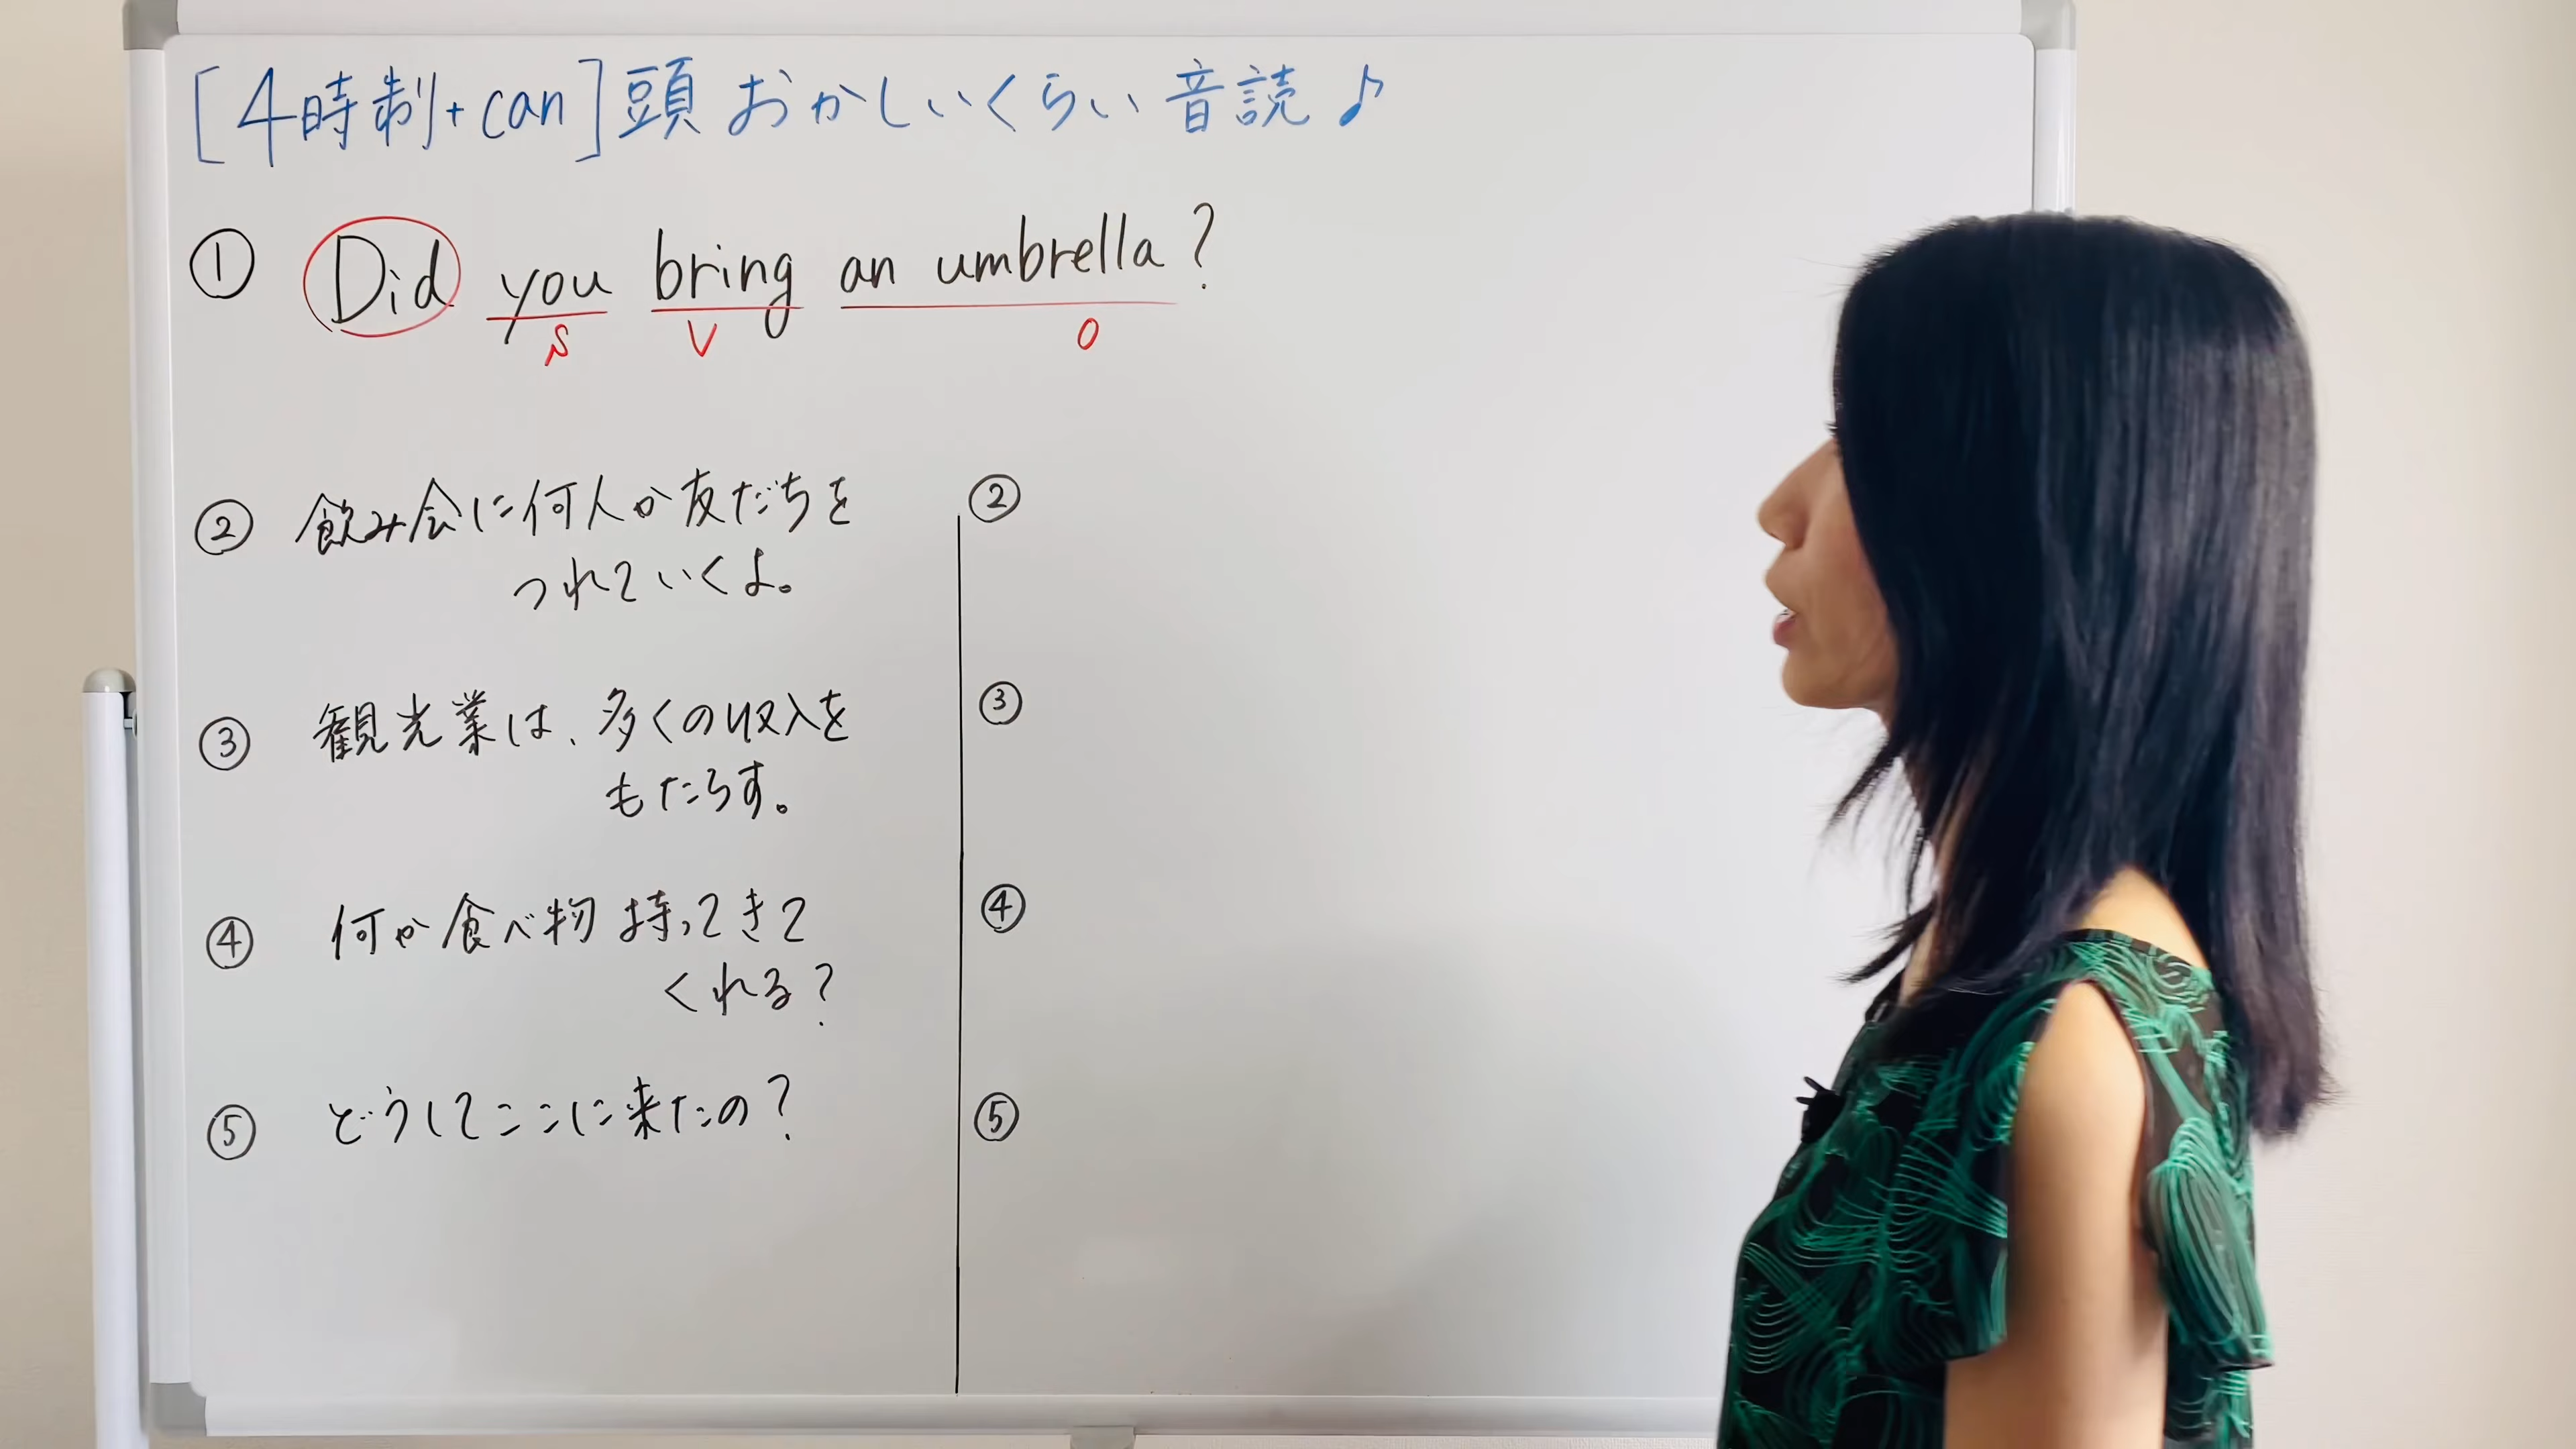 [4時制+can]頭おかしいくらい音読♪
① Did you bring an umbrella?
S V O
② 飲み会に何人か友だちを
つれていくよ。
③ 観光業は、多くの収入を
もたらす。
④ 何か食べ物持ってきて
くれる?
⑤ どうしてここに来たの?
②
③
④
⑤